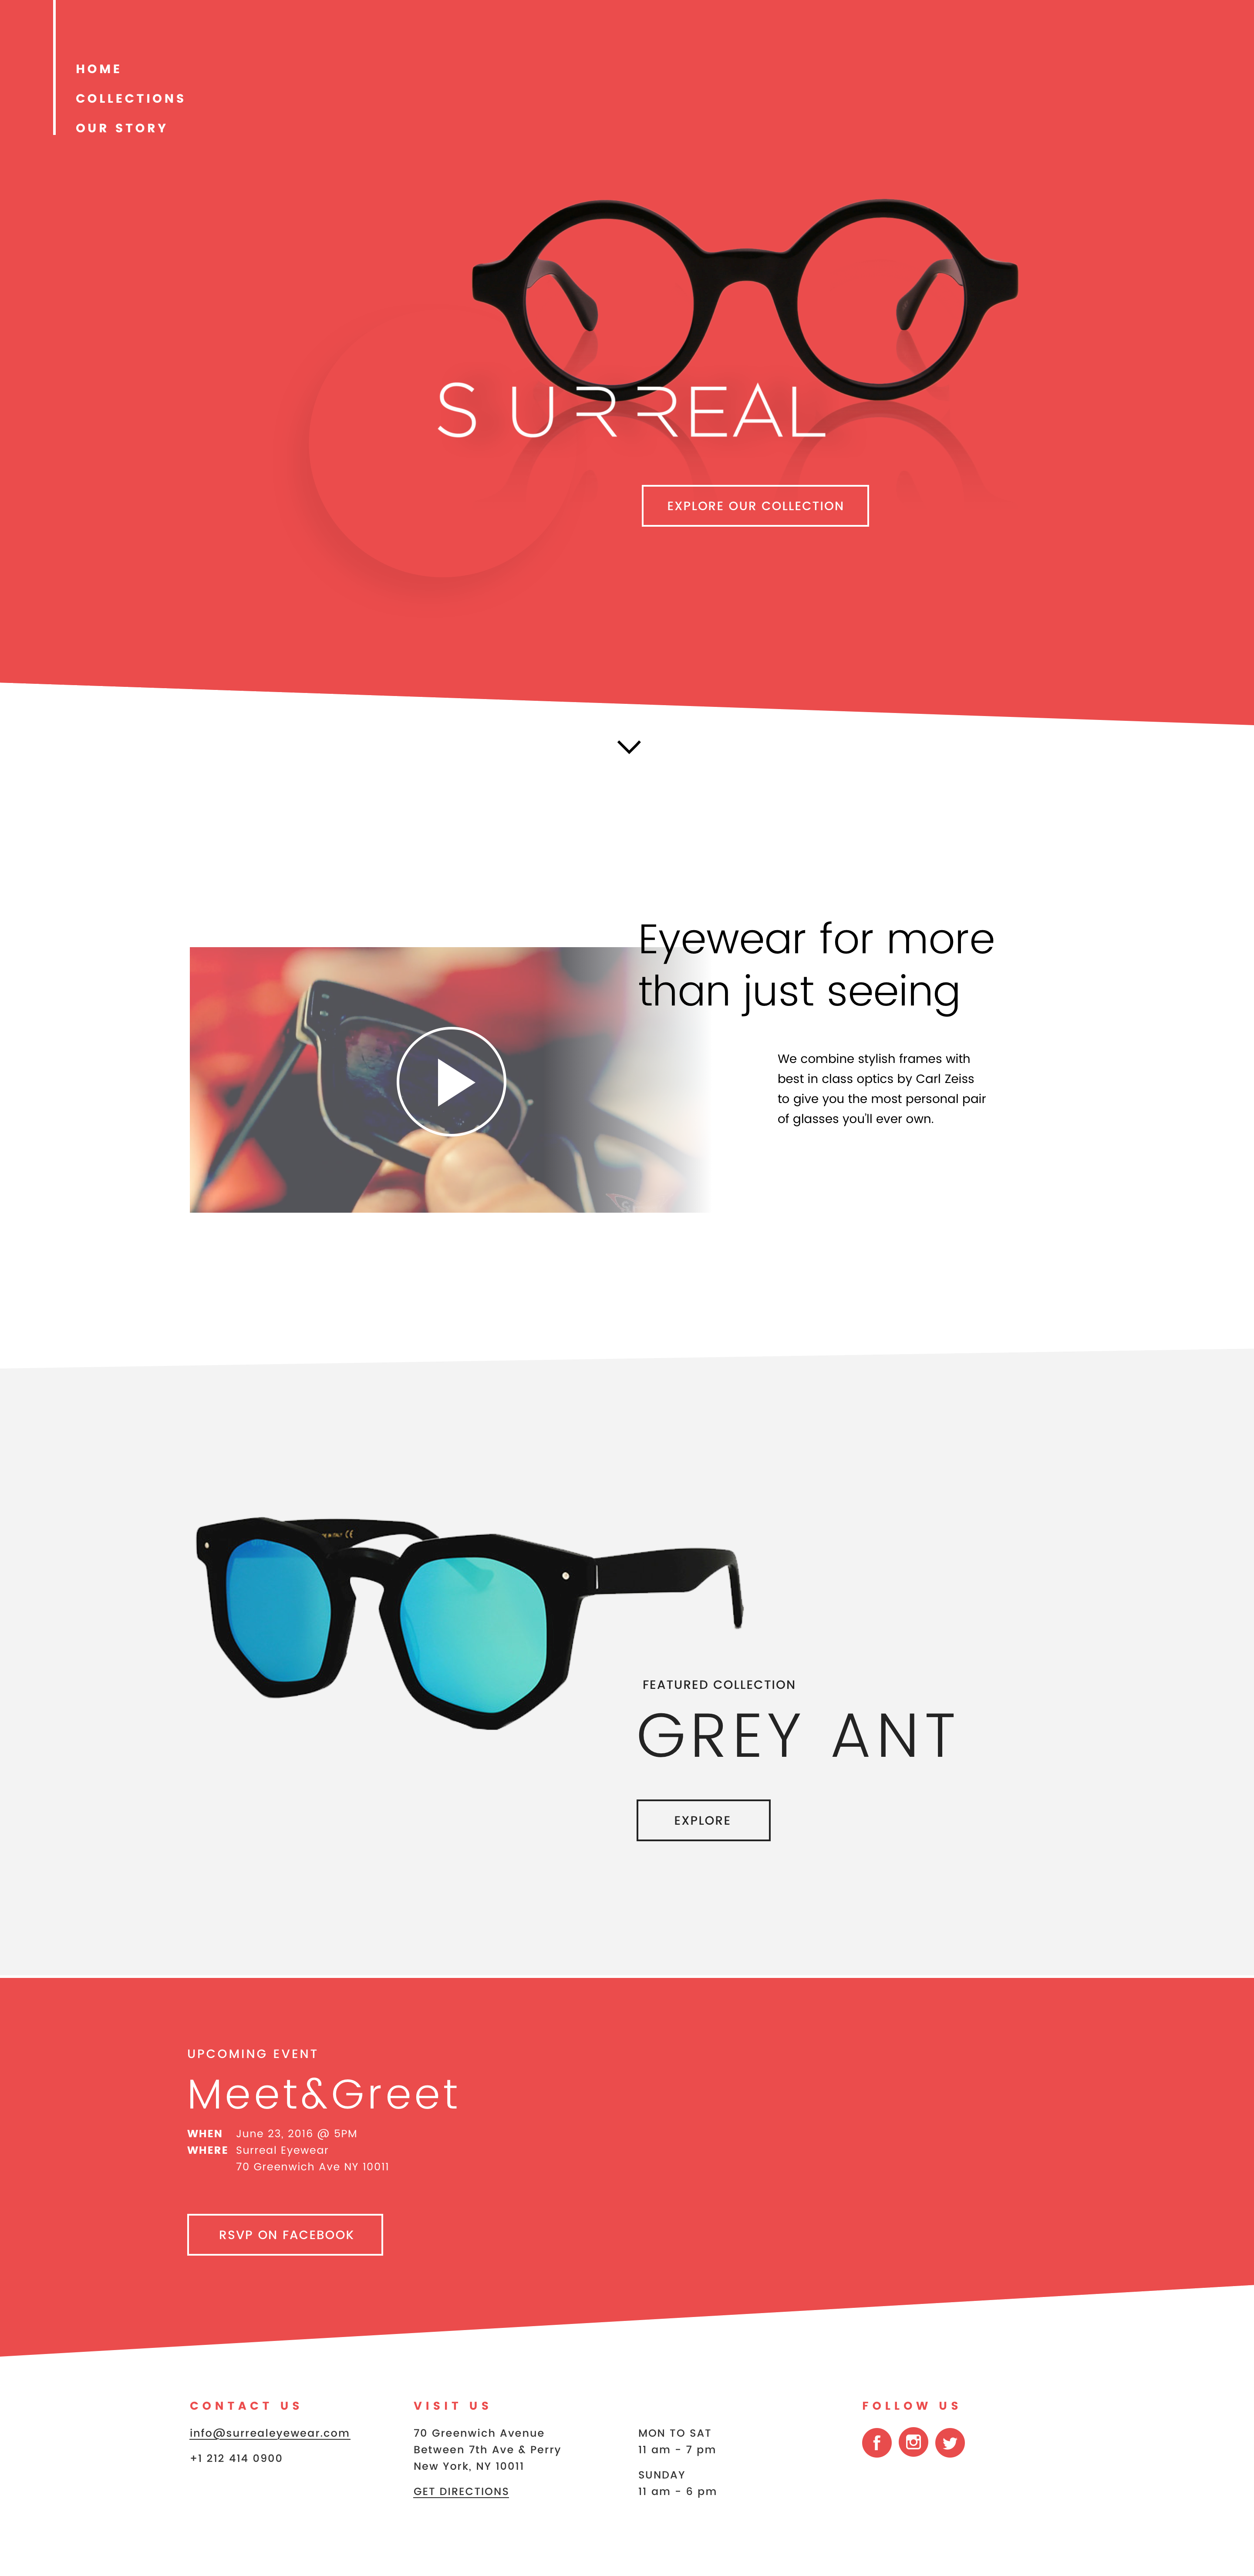 HOME
COLLECTIONS
OUR STORY
SURREAL
EXPLORE OUR COLLECTION
Eyewear for more
than just seeing
We combine stylish frames with
best in class optics by Carl Zeiss
to give you the most personal pair
of glasses you'll ever own.
FEATURED COLLECTION
GREY ANT
EXPLORE
UPCOMING EVENT
Meet&Greet
WHEN June 23, 2016 @ 5PM
WHERE Surreal Eyewear
70 Greenwich Ave NY 10011
RSVP ON FACEBOOK
CONTACT US
info@surrealeyewear.com
+1 212 414 0900
VISIT US
70 Greenwich Avenue
Between 7th Ave & Perry
New York, NY 10011
GET DIRECTIONS
MON TO SAT
11 am - 7 pm
SUNDAY
11 am - 6 pm
FOLLOW US